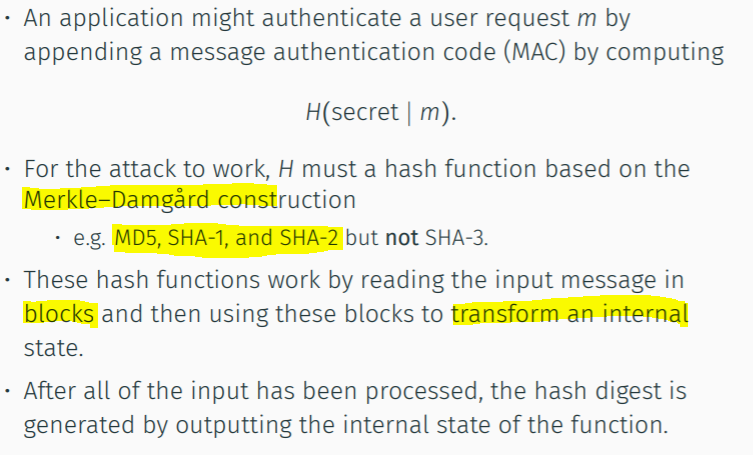 · An application might authenticate a user request m by
appending a message authentication code (MAC) by computing
H(secret | m).
· For the attack to work, H must a hash function based on the
Merkle–Damgård construction
· e.g. MD5, SHA-1, and SHA-2 but not SHA-3.
· These hash functions work by reading the input message in
blocks and then using these blocks to transform an internal
state.
· After all of the input has been processed, the hash digest is
generated by outputting the internal state of the function.